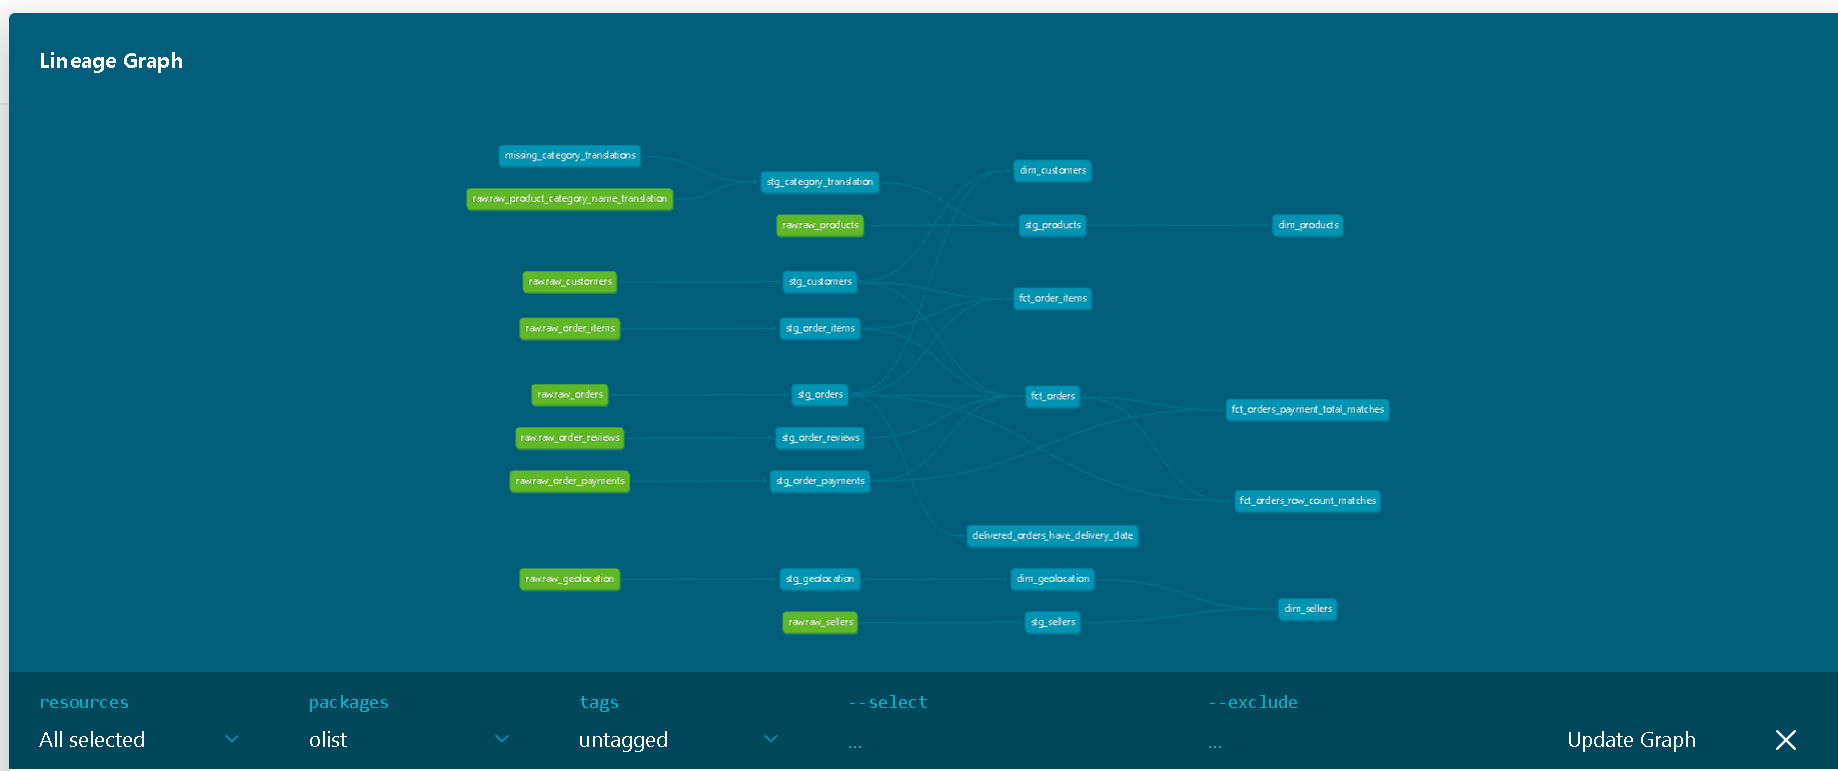 Lineage Graph
missing_category_translations
raw.raw_product_category_name_translation
stg_category_translation
dim_customers
raw.raw_products
stg_products
dim_products
raw.raw_customers
stg_customers
fct_order_items
raw.raw_order_items
stg_order_items
raw.raw_orders
stg_orders
fct_orders
fct_orders_payment_total_matches
raw.raw_order_reviews
stg_order_reviews
raw.raw_order_payments
stg_order_payments
fct_orders_row_count_matches
delivered_orders_have_delivery_date
raw.raw_geolocation
stg_geolocation
dim_geolocation
dim_sellers
raw.raw_sellers
stg_sellers
resources packages tags --select --exclude
All selected olist untagged ... ... Update Graph